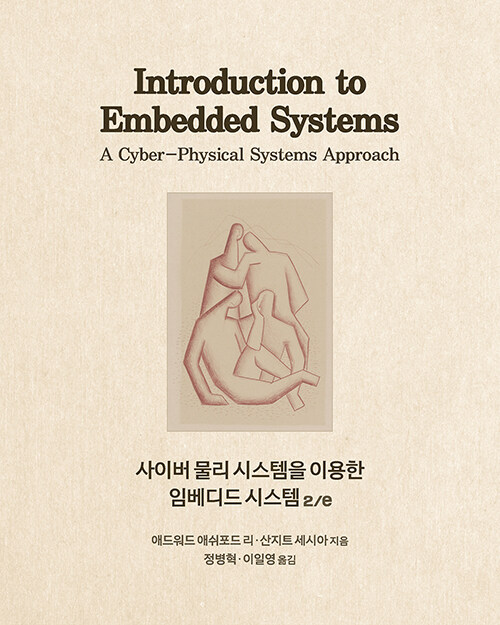 Introduction to
Embedded Systems
A Cyber-Physical Systems Approach
사이버 물리 시스템을 이용한
임베디드 시스템 2/e
애드워드 애쉬포드 리·산지트 세시아 지음
정병혁·이일영 옮김